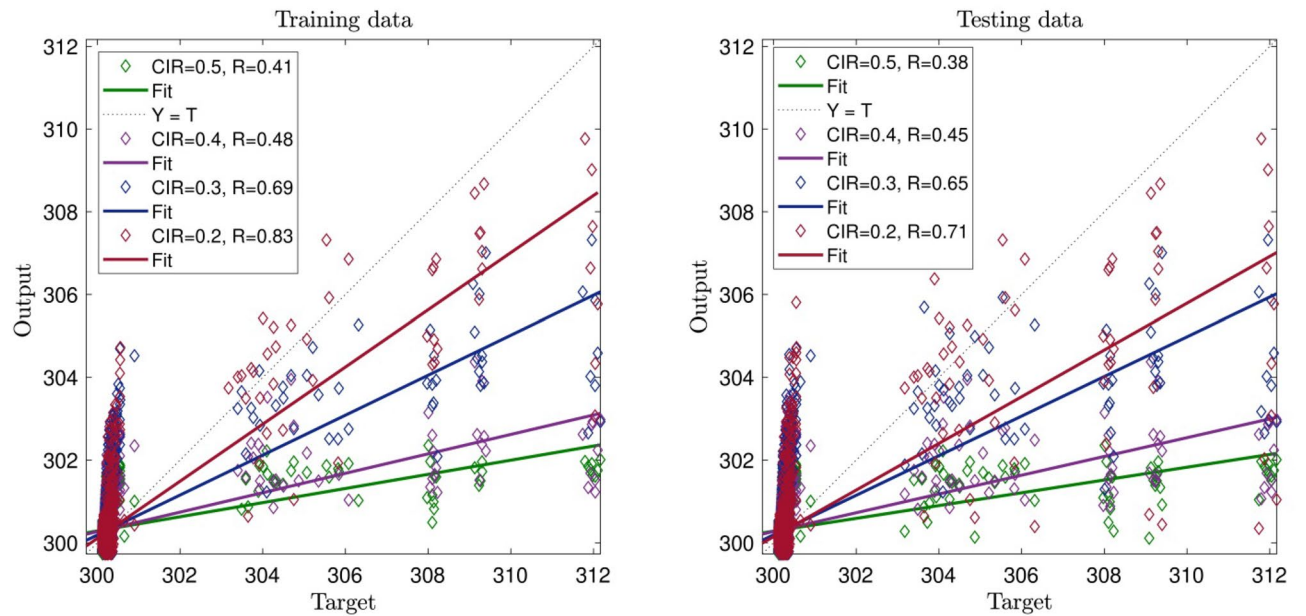 Training data
312
310
308
306
304
302
300
Output
CIR=0.5, R=0.41
Fit
Y = T
CIR=0.4, R=0.48
Fit
CIR=0.3, R=0.69
Fit
CIR=0.2, R=0.83
Fit
300 302 304 306 308 310 312
Target
Testing data
312
310
308
306
304
302
300
Output
CIR=0.5, R=0.38
Fit
Y = T
CIR=0.4, R=0.45
Fit
CIR=0.3, R=0.65
Fit
CIR=0.2, R=0.71
Fit
300 302 304 306 308 310 312
Target